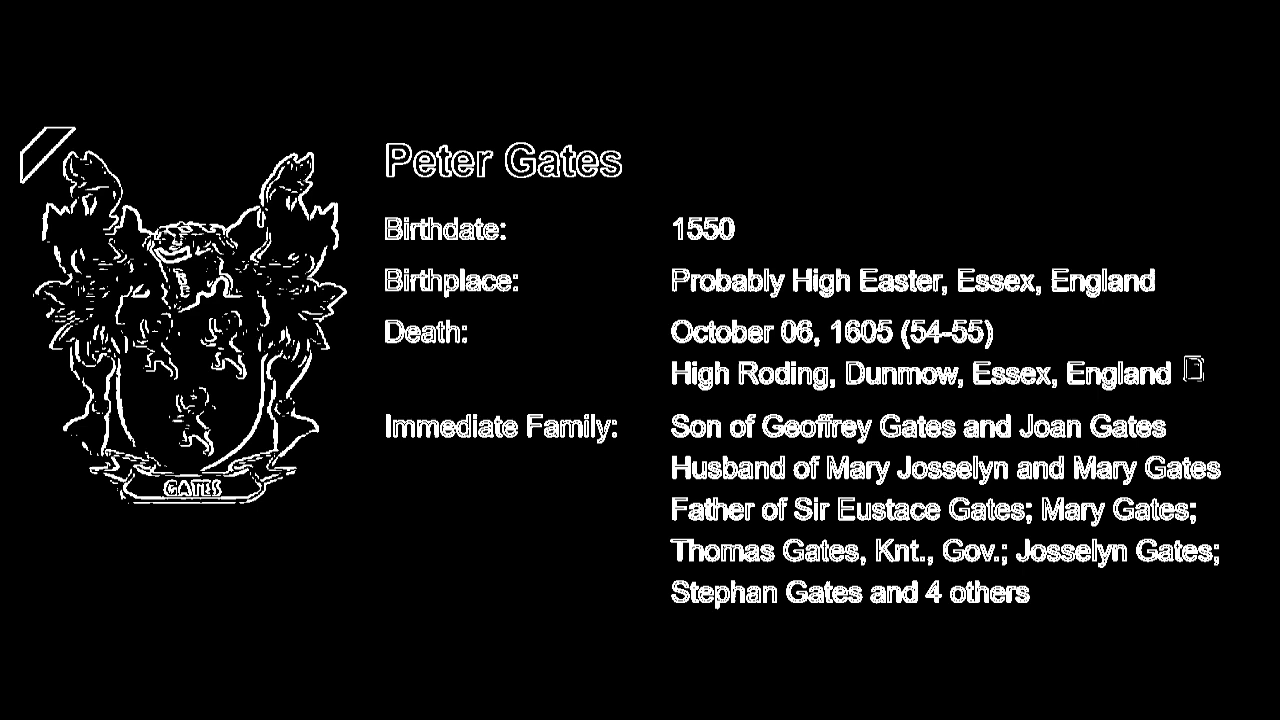 Peter Gates
Birthdate: 1550
Birthplace: Probably High Easter, Essex, England
Death: October 06, 1605 (54-55)
High Roding, Dunmow, Essex, England
Immediate Family: Son of Geoffrey Gates and Joan Gates
Husband of Mary Josselyn and Mary Gates
Father of Sir Eustace Gates; Mary Gates;
Thomas Gates, Knt., Gov.; Josselyn Gates;
Stephan Gates and 4 others
GATES